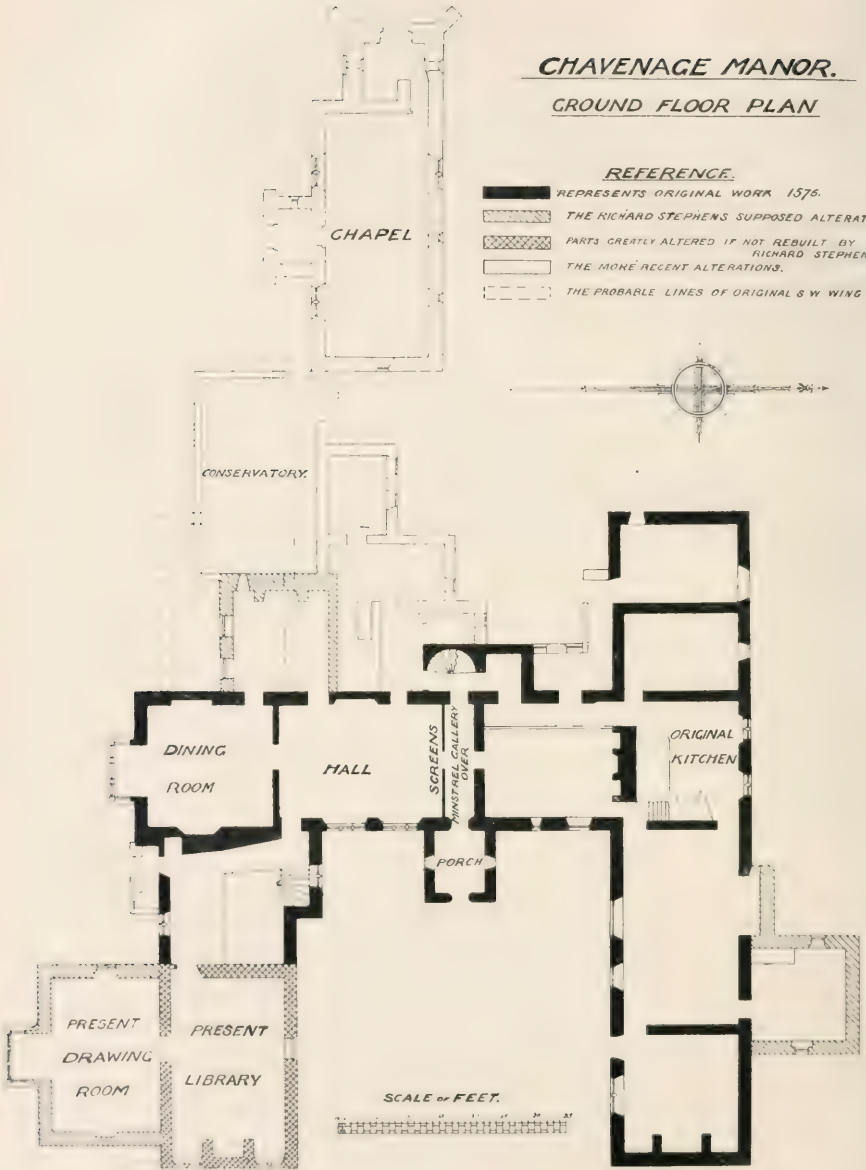 CHAVENAGE MANOR.
GROUND FLOOR PLAN
REFERENCE.
REPRESENTS ORIGINAL WORK 1576.
THE RICHARD STEPHENS SUPPOSED ALTERAT
PARTS GREATLY ALTERED IF NOT REBUILT BY
RICHARD STEPHEN
THE MORE RECENT ALTERATIONS.
THE PROBABLE LINES OF ORIGINAL S W WING
CHAPEL
CONSERVATORY.
DINING
ROOM
HALL
SCREENS
MINSTREL GALLERY
OVER
ORIGINAL
KITCHEN
PORCH
PRESENT
DRAWING
ROOM
PRESENT
LIBRARY
SCALE OF FEET.